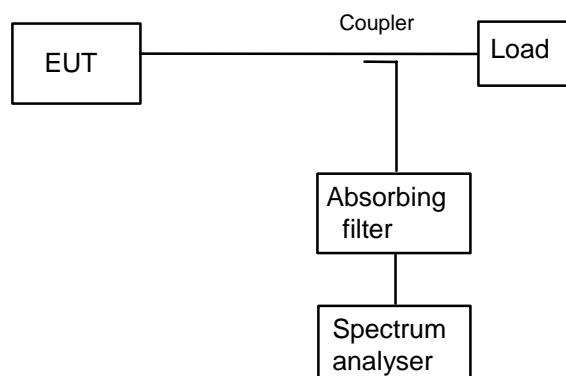 Coupler
EUT
Load
Absorbing
filter
Spectrum
analyser